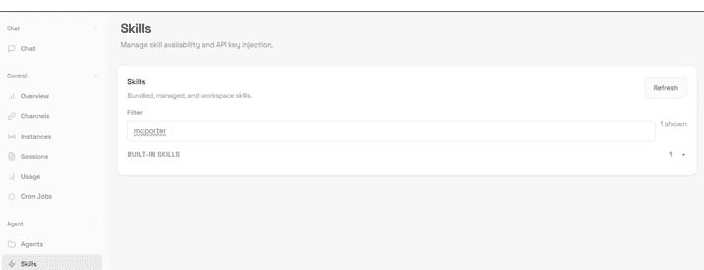 Chat
Chat
Control
Overview
Channels
Instances
Sessions
Usage
Cron Jobs
Agent
Agents
Skills
Skills
Manage skill availability and API key injection.
Skills
Bundled, managed, and workspace skills.
Refresh
Filter
mcporter
1 shown
BUILT-IN SKILLS
1